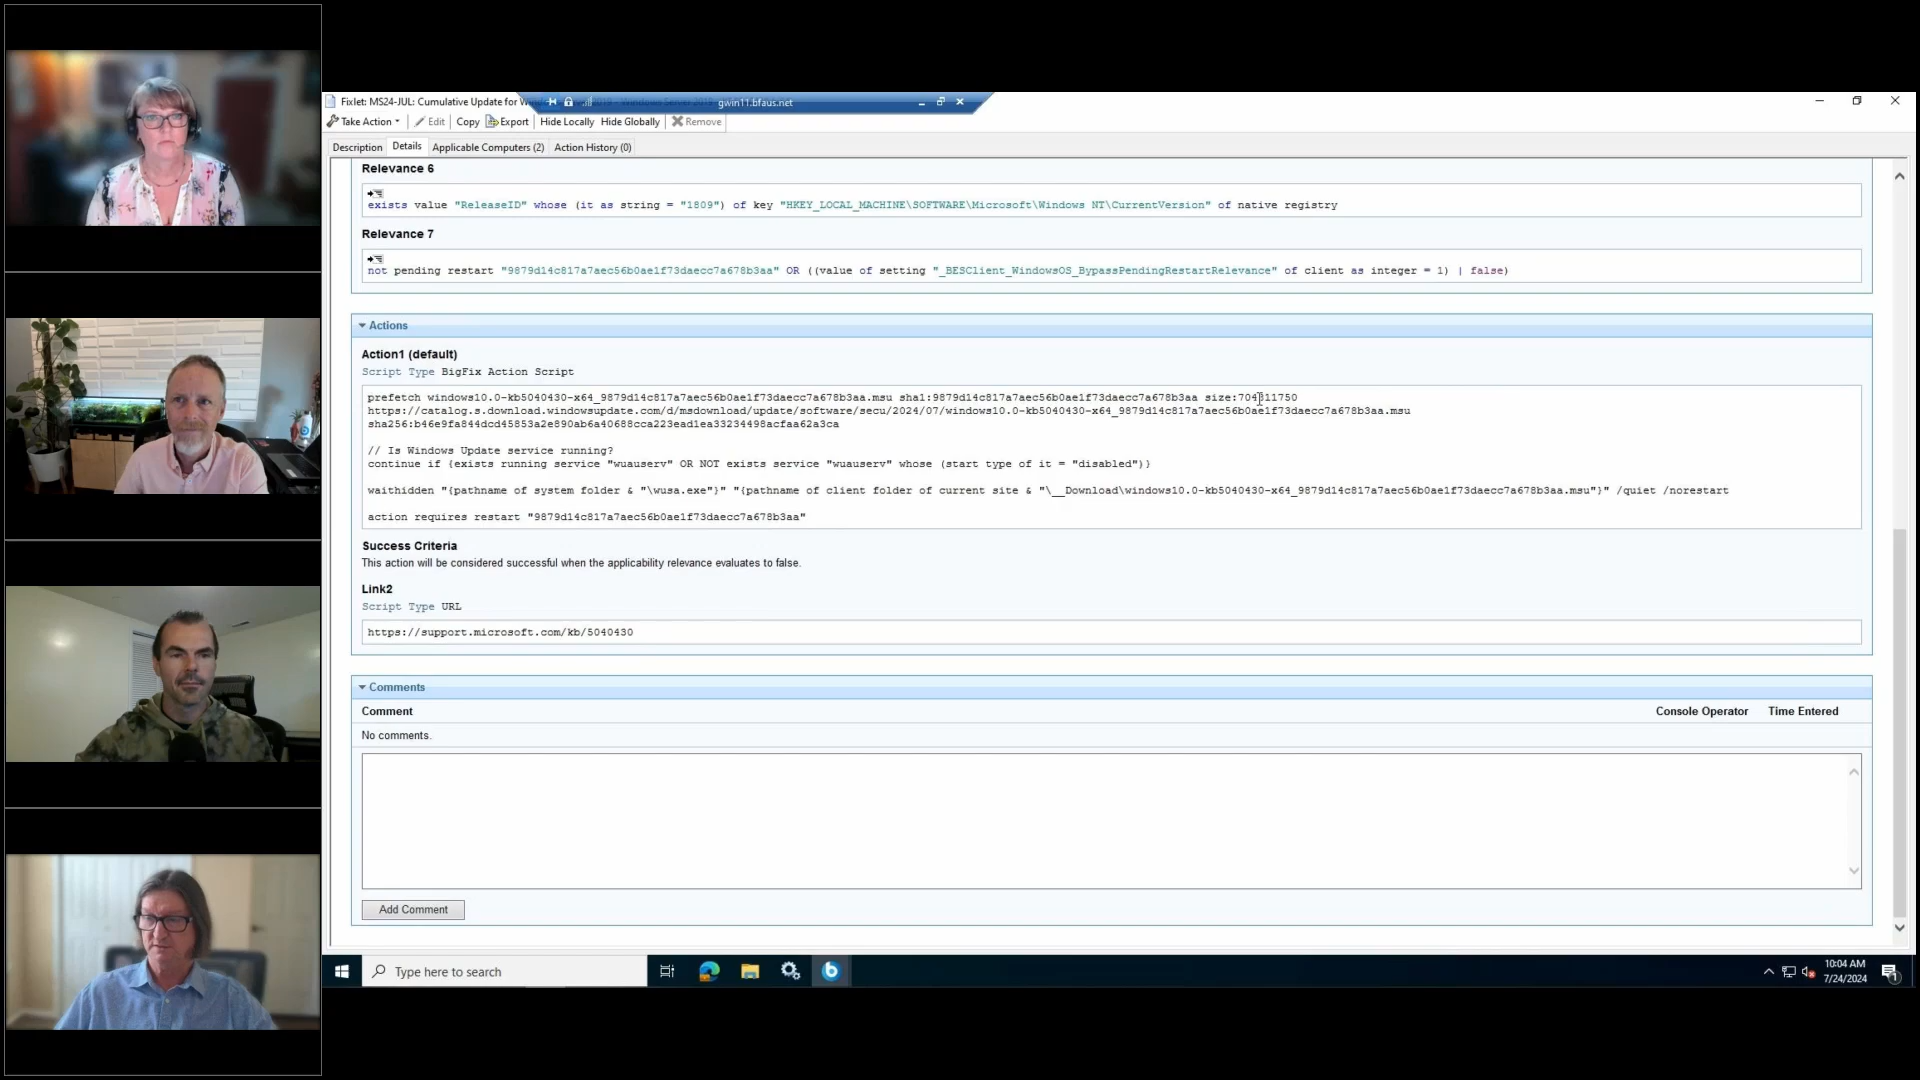 Fixlet: MS24-JUL: Cumulative Update for
gwin11.bfaus.net
Take Action
Edit
Copy
Export
Hide Locally
Hide Globally
Remove
Description
Details
Applicable Computers (2)
Action History (0)
Relevance 6
exists value "ReleaseID" whose (it as string = "1809") of key "HKEY_LOCAL_MACHINE\SOFTWARE\Microsoft\Windows NT\CurrentVersion" of native registry
Relevance 7
not pending restart "9879d14c817a7aec56b0ae1f73daecc7a678b3aa" OR ((value of setting "_BESClient_WindowsOS_BypassPendingRestartRelevance" of client as integer = 1) | false)
Actions
Action1 (default)
Script Type BigFix Action Script
prefetch windows10.0-kb5040430-x64_9879d14c817a7aec56b0ae1f73daecc7a678b3aa.msu sha1:9879d14c817a7aec56b0ae1f73daecc7a678b3aa
https://catalog.s.download.windowsupdate.com/d/msdownload/update/software/secu/2024/07/windows10.0-kb5040430-x64_9879d14c817a7aec56b0ae1f73daecc7a678b3aa.msu
sha256:b46e9fa844dcd45853a2e890ab6a40688cca223ead1ea33234498acfaa62a3ca
// Is Windows Update service running?
continue if {exists running service "wuauserv" OR NOT exists service "wuauserv" whose (start type of it = "disabled")}
waithidden "{pathname of system folder & "\wusa.exe"}" "{pathname of client folder of current site & "\__Download\windows10.0-kb5040430-x64_9879d14c817a7aec56b0ae1f73daecc7a678b3aa.msu"}" /quiet /norestart
action requires restart "9879d14c817a7aec56b0ae1f73daecc7a678b3aa"
Success Criteria
This action will be considered successful when the applicability relevance evaluates to false.
Link2
Script Type URL
https://support.microsoft.com/kb/5040430
Comments
Comment
Console Operator
Time Entered
No comments.
Add Comment
Type here to search
10:04 AM
7/24/2024
1